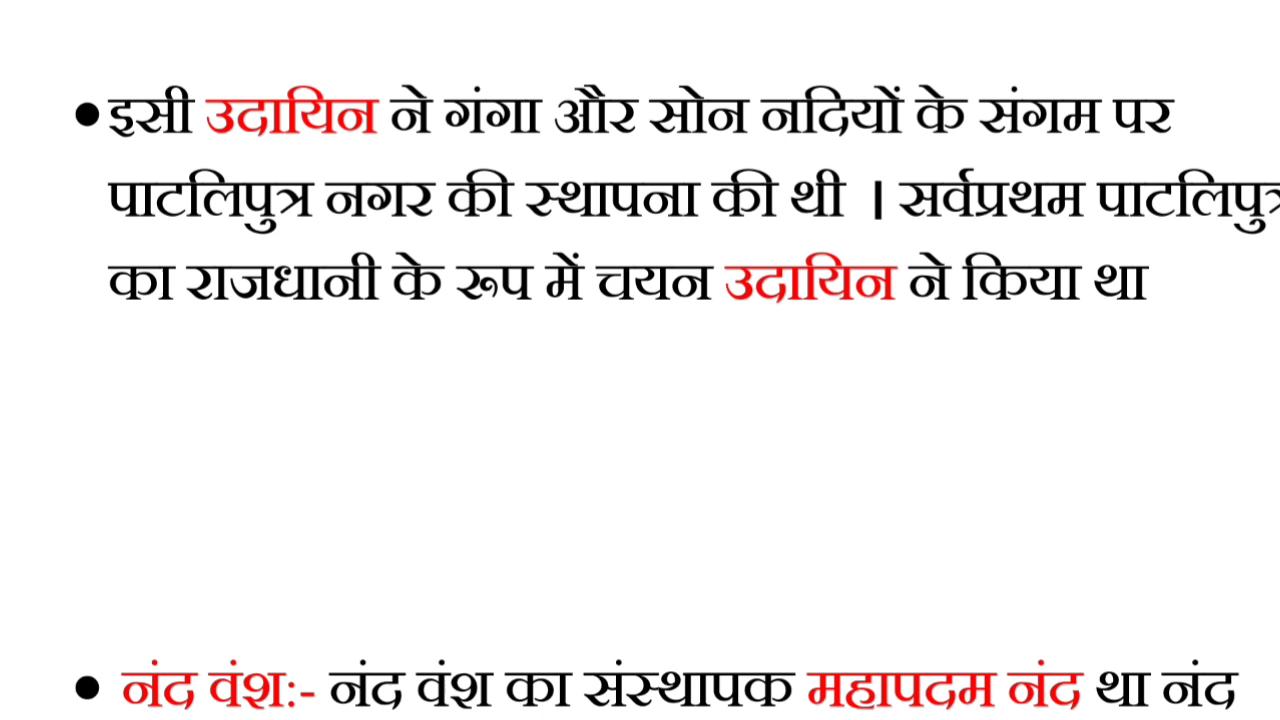 •इसी उदायिन ने गंगा और सोन नदियों के संगम पर
पाटलिपुत्र नगर की स्थापना की थी । सर्वप्रथम पाटलिपुत्र
का राजधानी के रूप में चयन उदायिन ने किया था
• नंद वंश:- नंद वंश का संस्थापक महापदम नंद था नंद